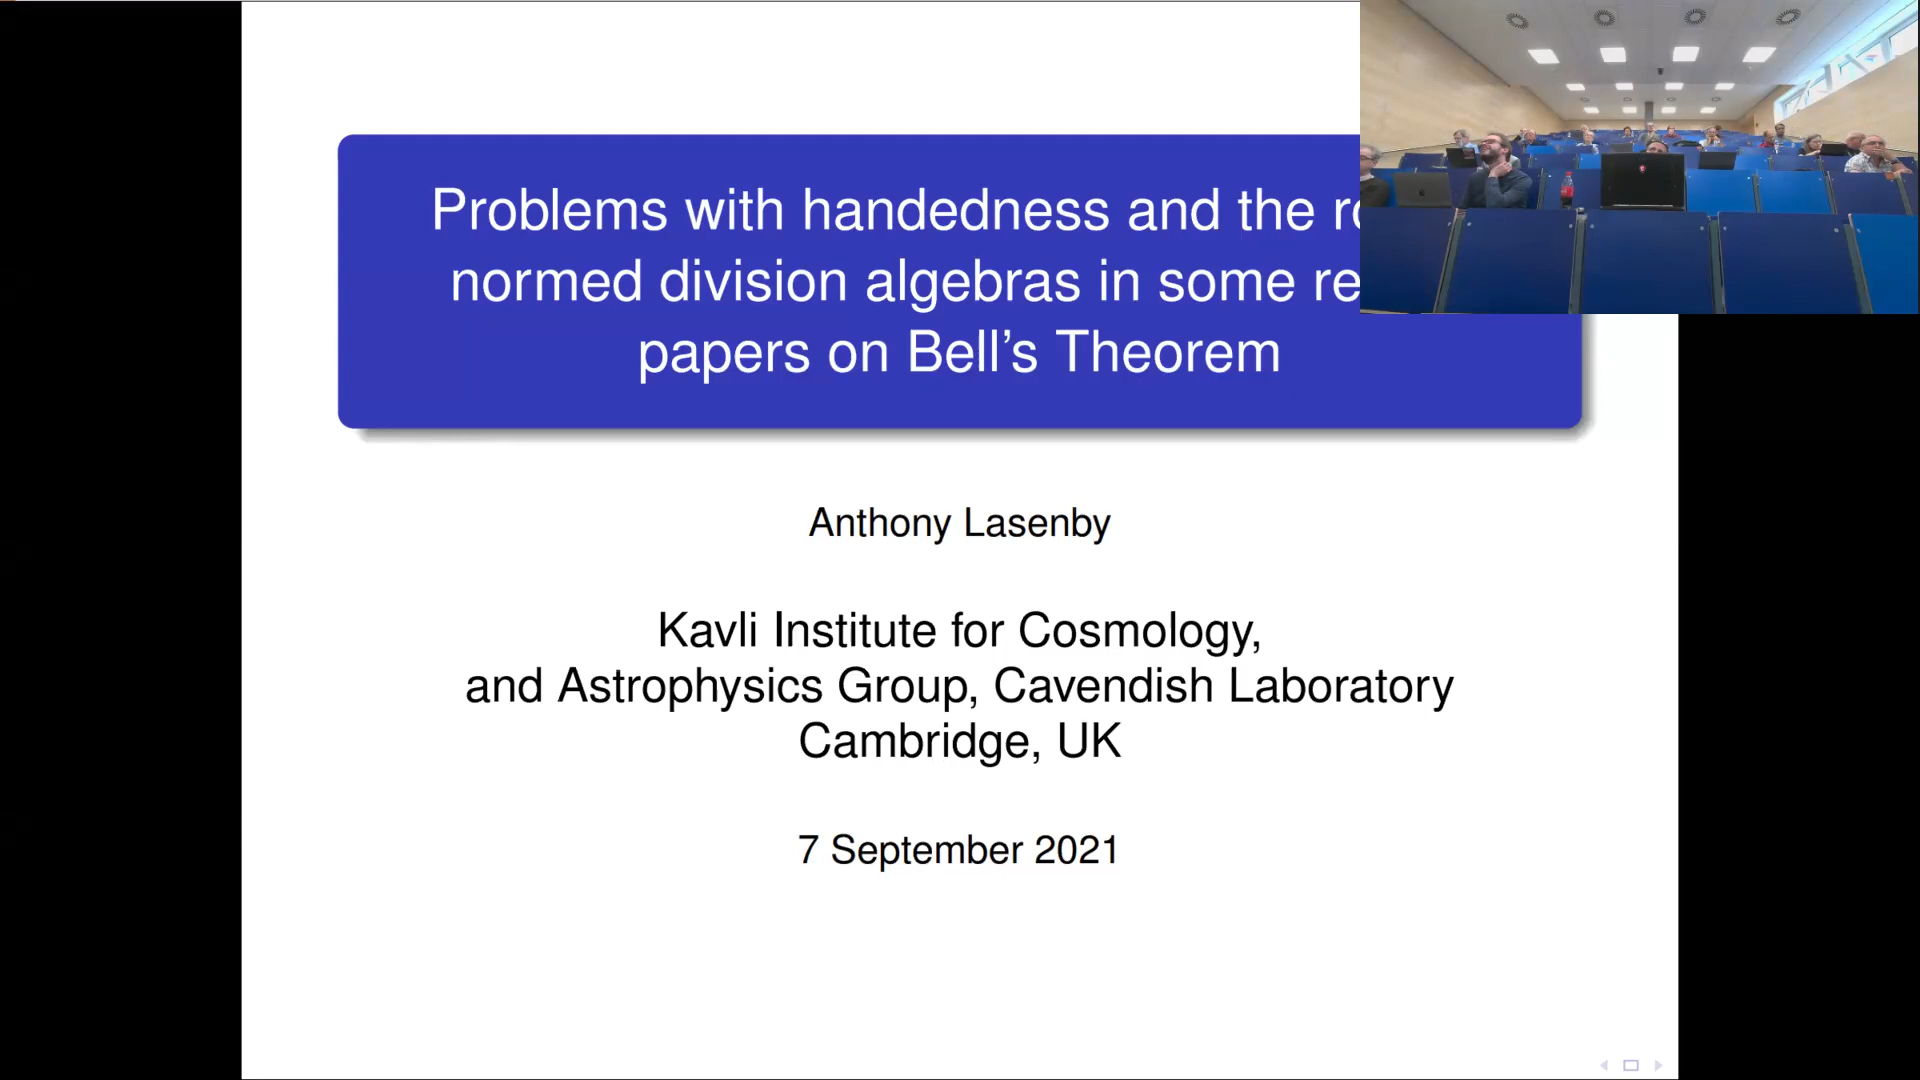 Problems with handedness and the
normed division algebras in some
papers on Bell's Theorem
Anthony Lasenby
Kavli Institute for Cosmology,
and Astrophysics Group, Cavendish Laboratory
Cambridge, UK
7 September 2021